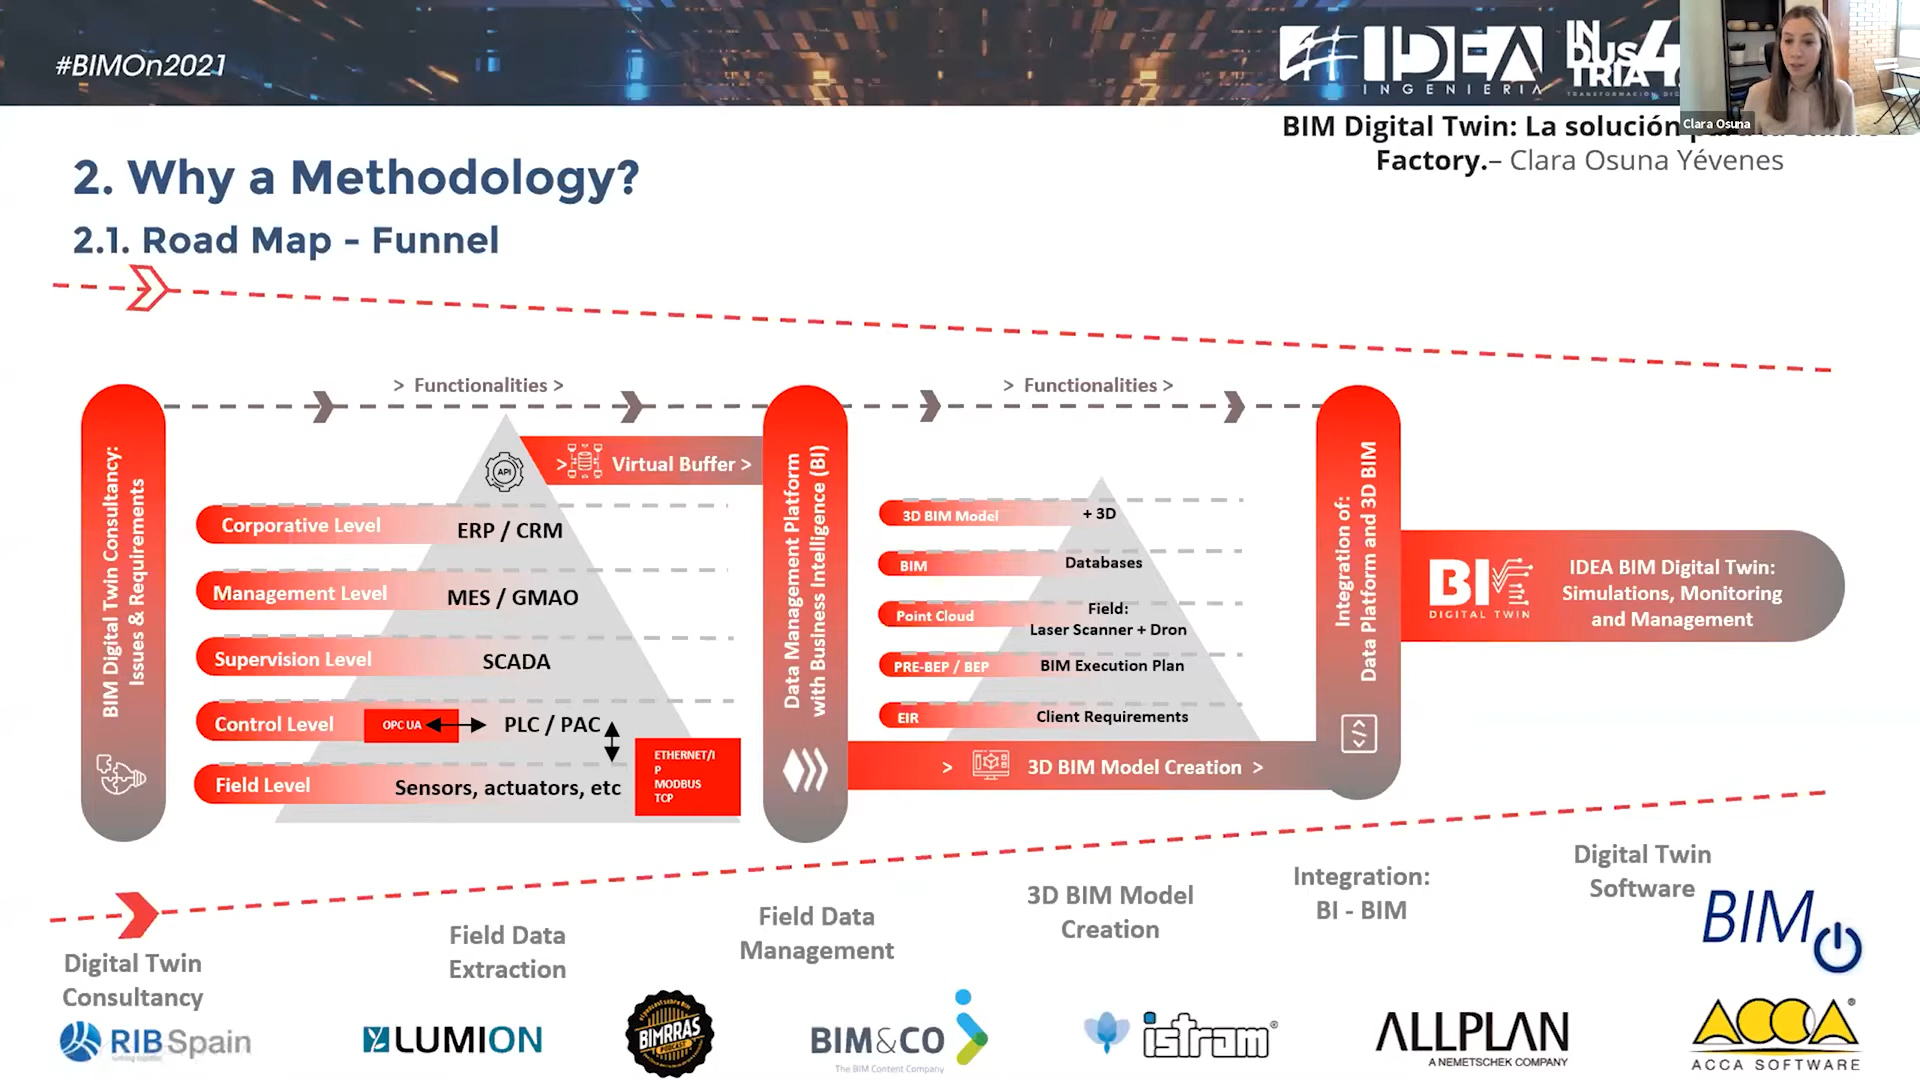 #BIMOn2021
IDEA
INGENIERÍA
IN
DUS
TRIA 4
Clara Osuna
BIM Digital Twin: La solución
Factory.– Clara Osuna Yévenes
2. Why a Methodology?
2.1. Road Map - Funnel
> Functionalities >
> Functionalities >
BIM Digital Twin Consultancy:
Issues & Requirements
API
> Virtual Buffer >
Corporative Level
ERP / CRM
Management Level
MES / GMAO
Supervision Level
SCADA
Control Level
OPC UA
PLC / PAC
Field Level
Sensors, actuators, etc
ETHERNET/I
P
MODBUS
TCP
Data Management Platform
with Business Intelligence (BI)
3D BIM Model
+ 3D
BIM
Databases
Point Cloud
Field:
Laser Scanner + Dron
PRE-BEP / BEP
BIM Execution Plan
EIR
Client Requirements
> 3D BIM Model Creation >
Integration of:
Data Platform and 3D BIM
BIM
DIGITAL TWIN
IDEA BIM Digital Twin:
Simulations, Monitoring
and Management
Digital Twin
Consultancy
Field Data
Extraction
Field Data
Management
3D BIM Model
Creation
Integration:
BI - BIM
Digital Twin
Software
BIM
RIB Spain
LUMION
BIMRRAS
PODCAST
BIM&CO
The BIM Content Company
istram®
ALLPLAN
A NEMETSCHEK COMPANY
ACCA®
ACCA SOFTWARE